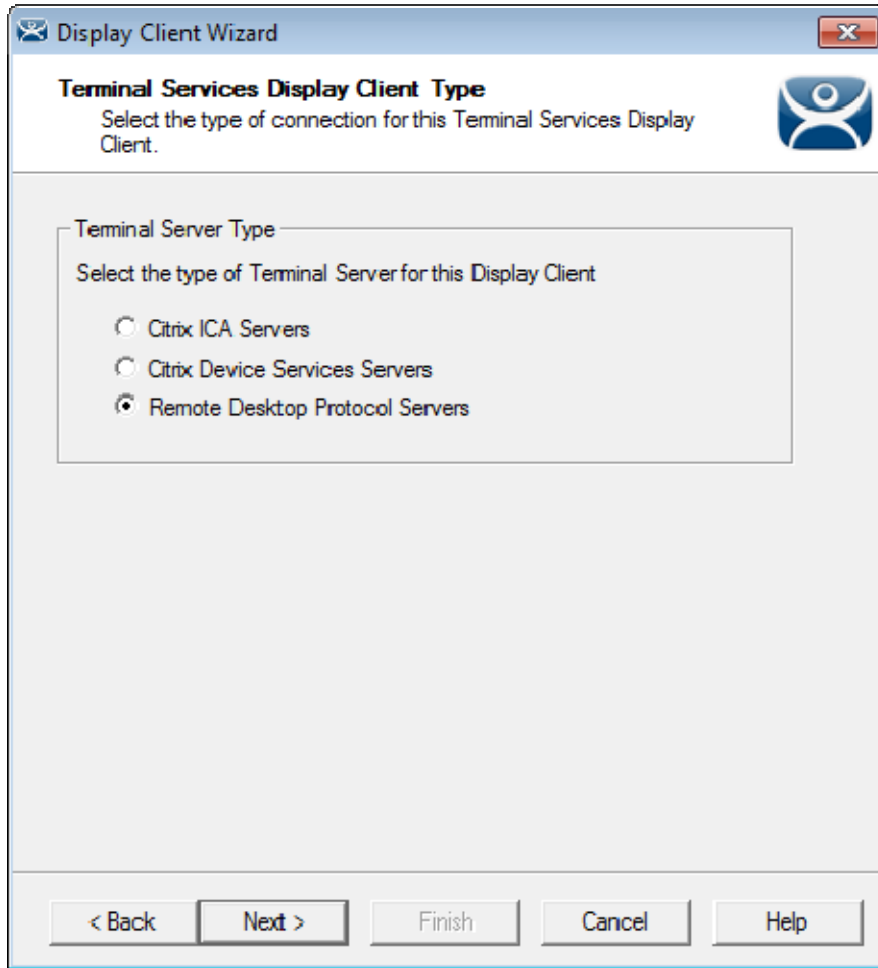 Display Client Wizard
Terminal Services Display Client Type
Select the type of connection for this Terminal Services Display
Client.
Terminal Server Type
Select the type of Terminal Server for this Display Client
Citrix ICA Servers
Citrix Device Services Servers
Remote Desktop Protocol Servers
< Back Next > Finish Cancel Help